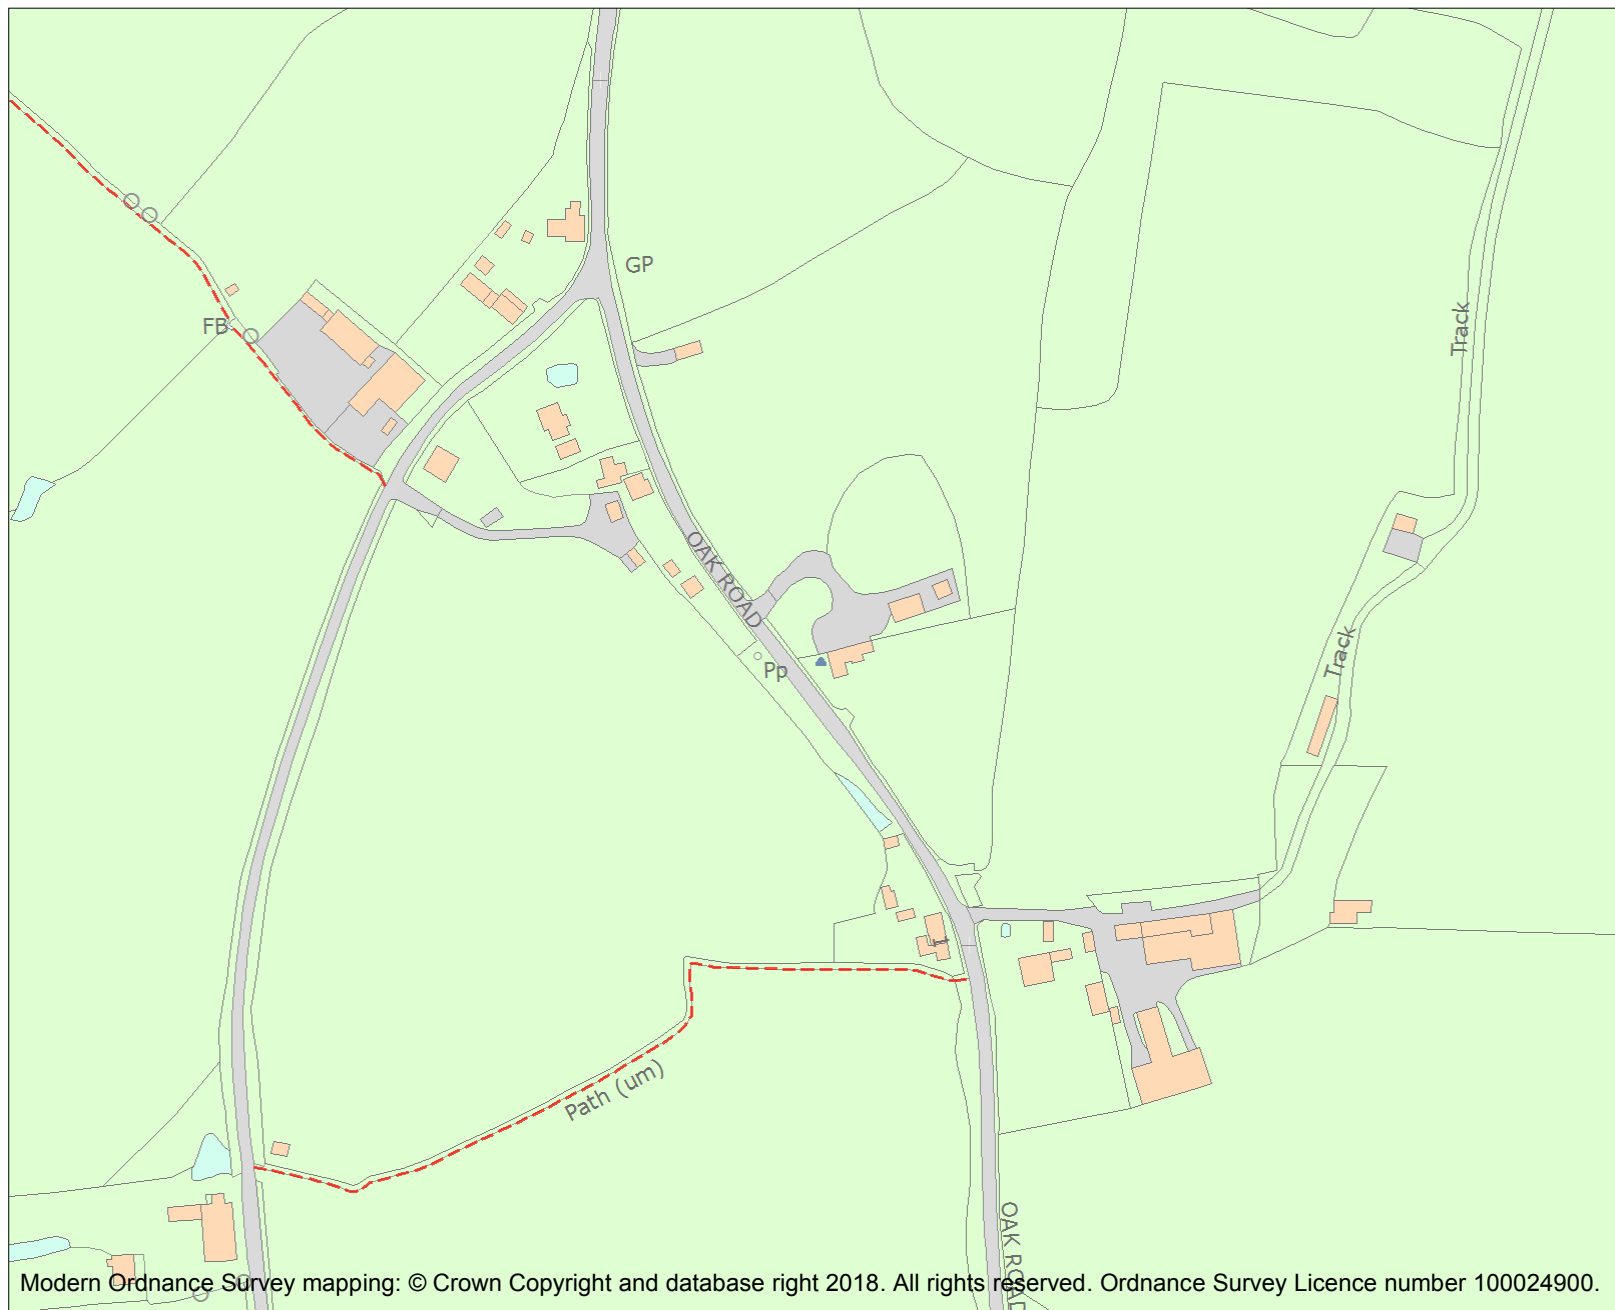 GP
FB
Track
OAK ROAD
Track
Pp
1
Path (um)
OAK ROAD
Modern Ordnance Survey mapping: © Crown Copyright and database right 2018. All rights reserved. Ordnance Survey Licence number 100024900.